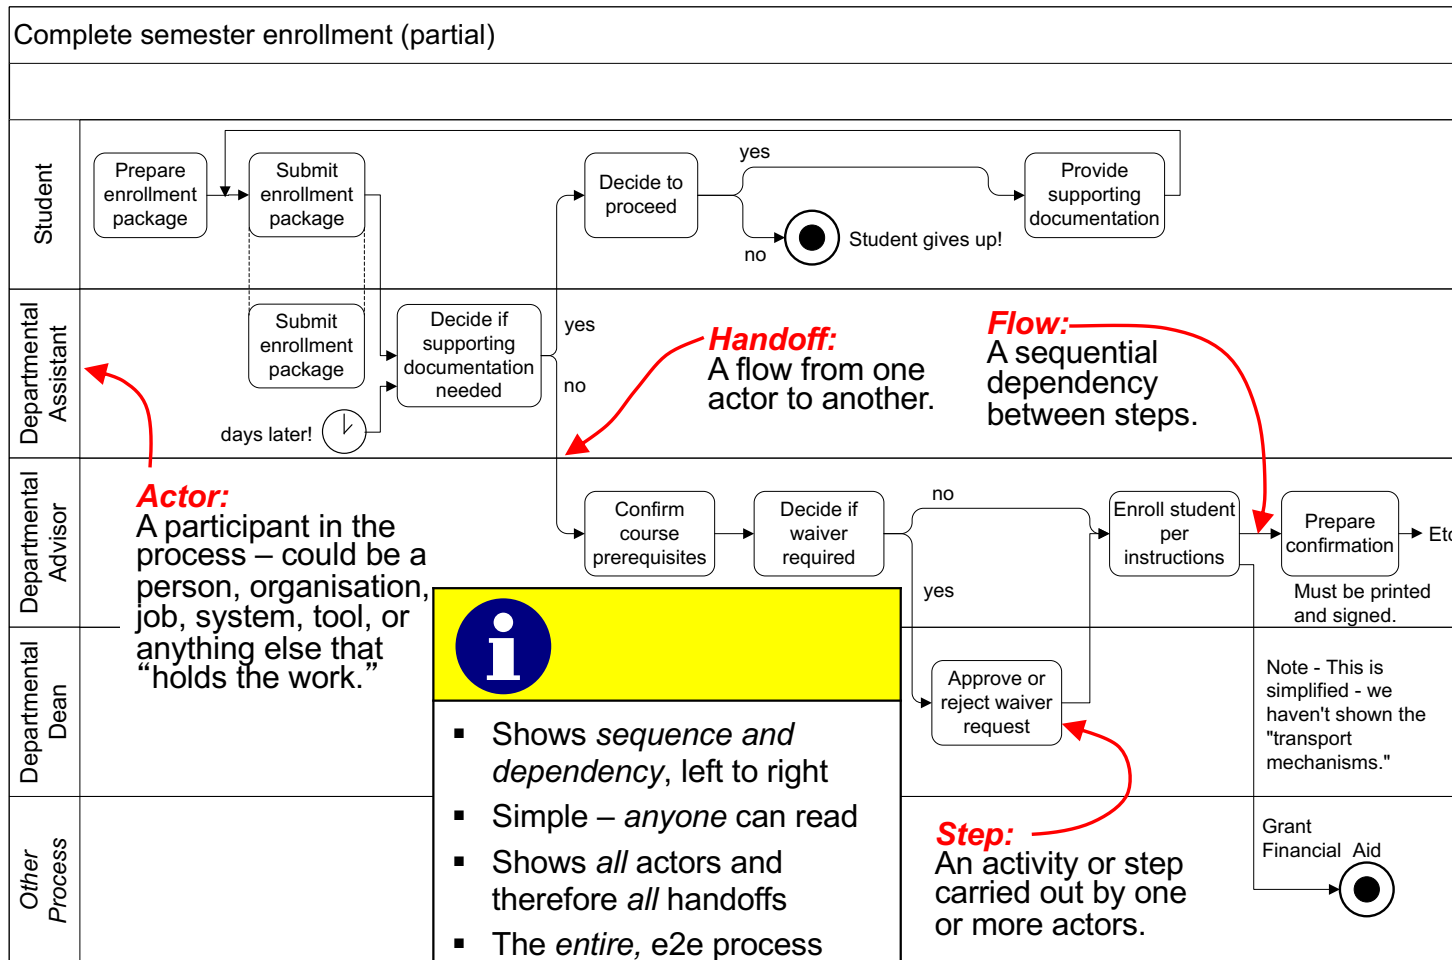 Complete semester enrollment (partial)
Student
Prepare
enrollment
package
Submit
enrollment
package
Decide to
proceed
yes
no
Student gives up!
Provide
supporting
documentation
Departmental
Assistant
Submit
enrollment
package
days later!
Decide if
supporting
documentation
needed
yes
no
Handoff:
A flow from one
actor to another.
Flow:
A sequential
dependency
between steps.
Departmental
Advisor
Actor:
A participant in the
process – could be a
person, organisation,
job, system, tool, or
anything else that
“holds the work.”
Confirm
course
prerequisites
Decide if
waiver
required
no
yes
Enroll student
per
instructions
Prepare
confirmation
Etc
Must be printed
and signed.
Departmental
Dean
Approve or
reject waiver
request
Note - This is
simplified - we
haven't shown the
"transport
mechanisms."
i
▪ Shows sequence and
dependency, left to right
▪ Simple – anyone can read
▪ Shows all actors and
therefore all handoffs
▪ The entire, e2e process
Step:
An activity or step
carried out by one
or more actors.
Other
Process
Grant
Financial Aid